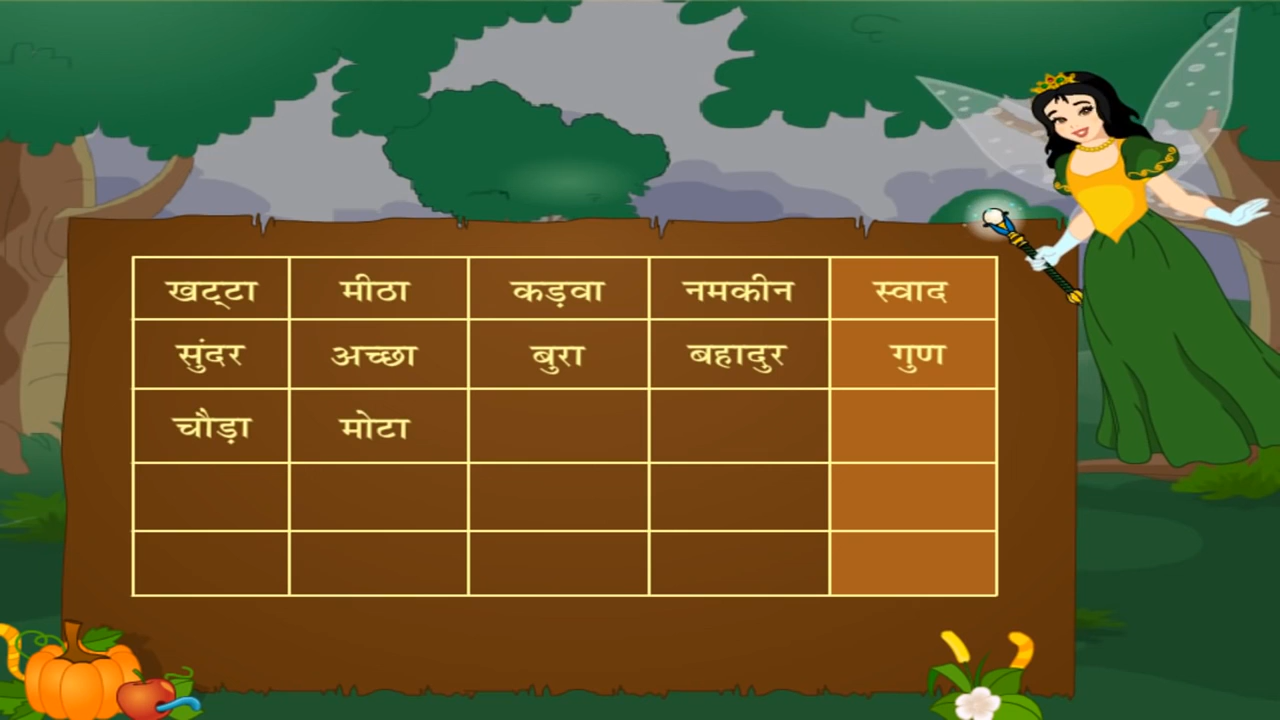 खट्टा मीठा कड़वा नमकीन स्वाद
सुंदर अच्छा बुरा बहादुर गुण
चौड़ा मोटा